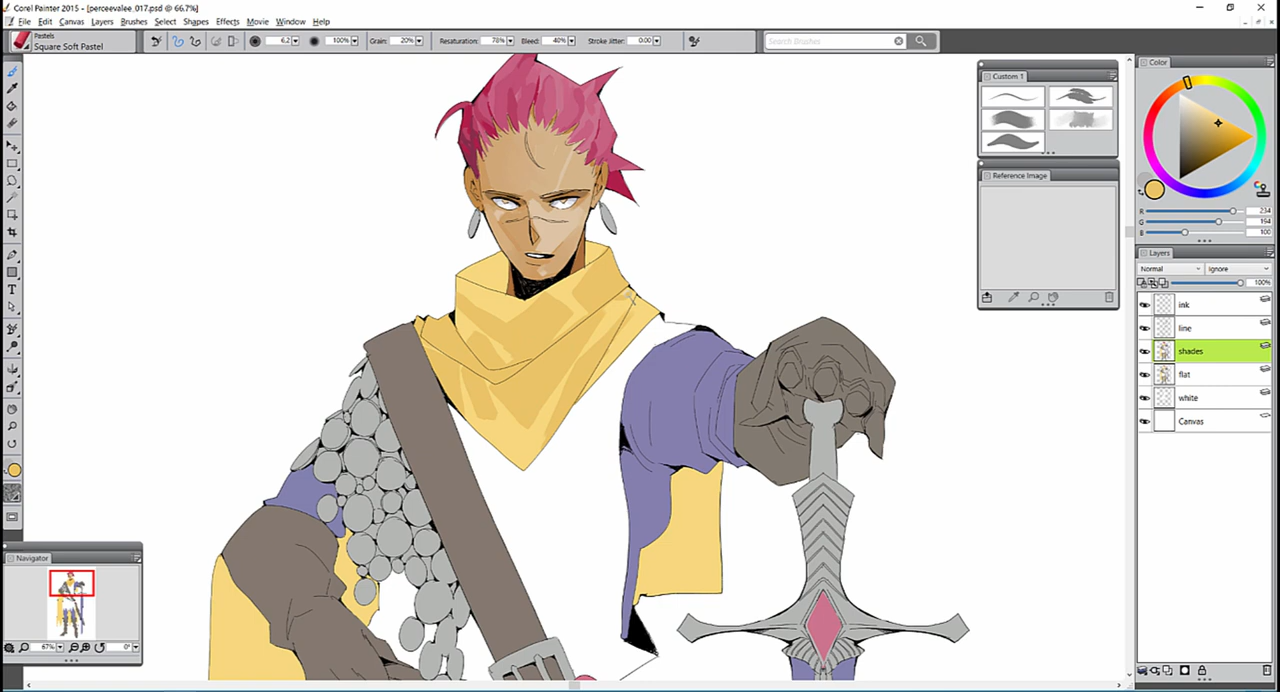 Corel Painter 2015 - [perceevalee_017.psd @ 66.7%]
File Edit Canvas Layers Brushes Select Shapes Effects Movie Window Help
Pastels
Square Soft Pastel
6.2
100%
Grain: 20%
Resaturation: 78%
Bleed: 40%
Stroke Jitter: 0.00
Search Brushes
Custom 1
Reference Image
Color
R 234
G 194
B 100
Layers
Normal Ignore
100%
ink
line
shades
flat
white
Canvas
T
Navigator
67% 0°